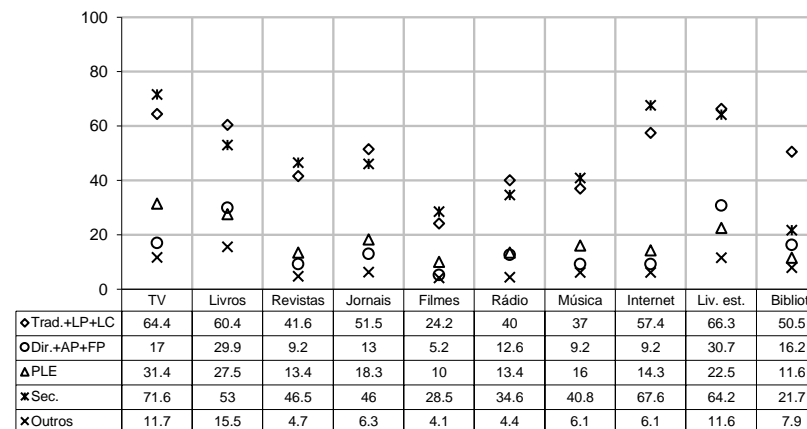 100
80
60
40
20
0
TV Livros Revistas Jornais Filmes Rádio Música Internet Liv. est. Bibliot
Trad.+LP+LC 64.4 60.4 41.6 51.5 24.2 40 37 57.4 66.3 50.5
Dir.+AP+FP 17 29.9 9.2 13 5.2 12.6 9.2 9.2 30.7 16.2
PLE 31.4 27.5 13.4 18.3 10 13.4 16 14.3 22.5 11.6
Sec. 71.6 53 46.5 46 28.5 34.6 40.8 67.6 64.2 21.7
Outros 11.7 15.5 4.7 6.3 4.1 4.4 6.1 6.1 11.6 7.9